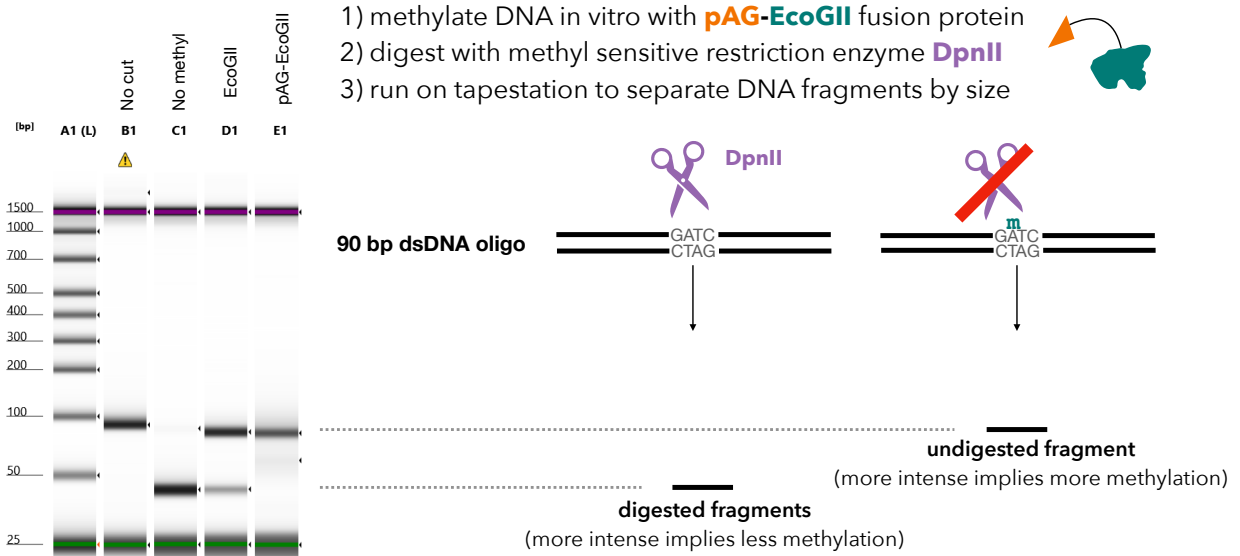 1) methylate DNA in vitro with pAG-EcoGII fusion protein
2) digest with methyl sensitive restriction enzyme DpnII
3) run on tapestation to separate DNA fragments by size
No cut
No methyl
EcoGII
pAG-EcoGII
[bp]
A1 (L)
B1
C1
D1
E1
1500
1000
700
500
400
300
200
100
50
25
DpnII
m
90 bp dsDNA oligo
GATC
CTAG
GATC
CTAG
undigested fragment
(more intense implies more methylation)
digested fragments
(more intense implies less methylation)